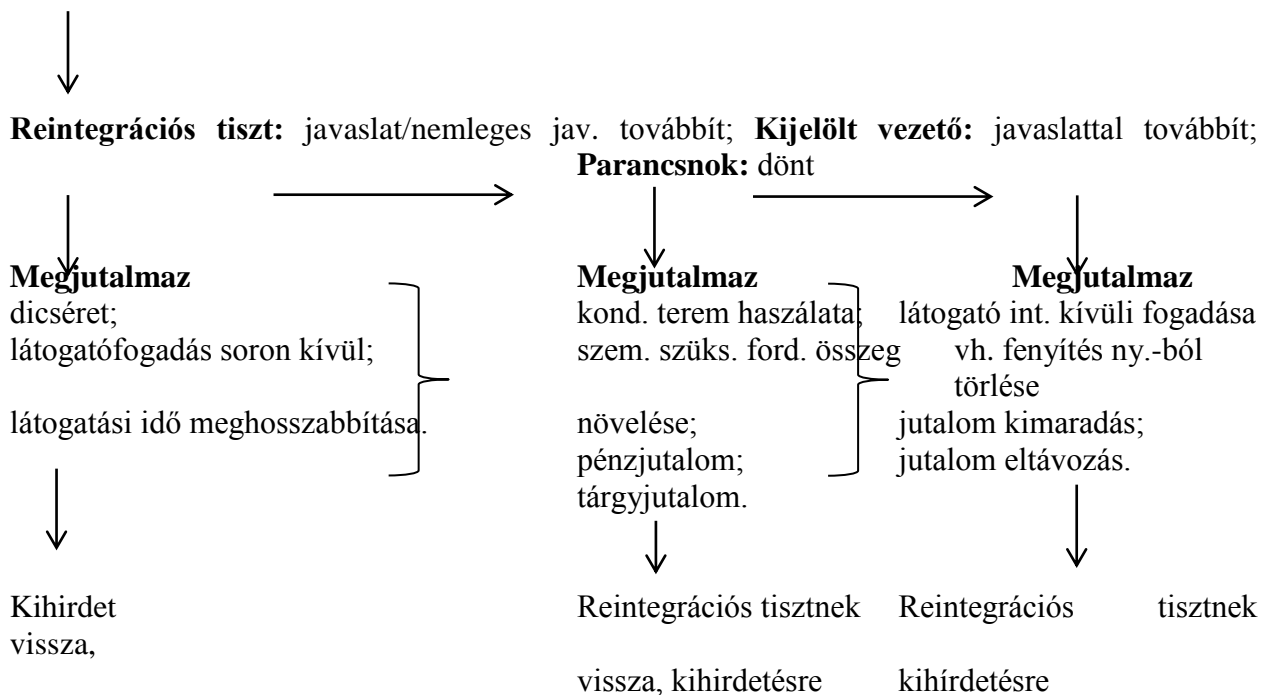 Reintegrációs tiszt: javaslat/nemleges jav. továbbít; Kijelölt vezető: javaslattal továbbít;
Parancsnok: dönt
Megjutalmaz Megjutalmaz Megjutalmaz
dicséret; kond. terem haszálata; látogató int. kívüli fogadása
látogatófogadás soron kívül; szem. szüks. ford. összeg vh. fenyítés ny.-ból
törlése
látogatási idő meghosszabbítása. növelése; jutalom kimaradás;
pénzjutalom; jutalom eltávozás.
tárgyjutalom.
Kihirdet Reintegrációs tisztnek Reintegrációs tisztnek
vissza,
vissza, kihirdetésre kihírdetésre